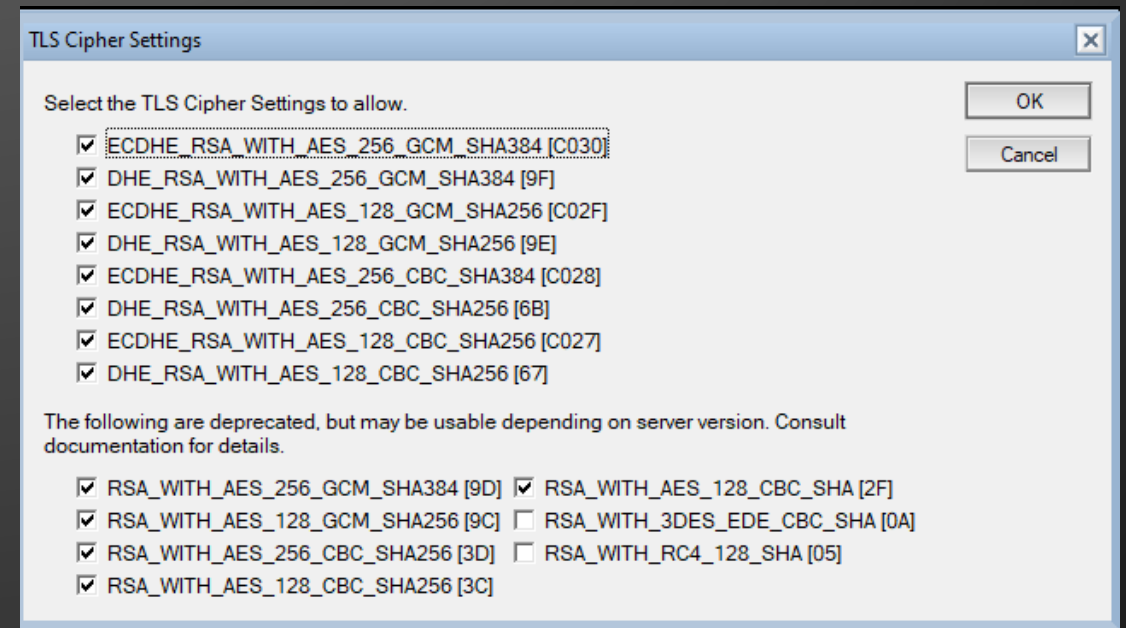 TLS Cipher Settings
Select the TLS Cipher Settings to allow.
OK
ECDHE_RSA_WITH_AES_256_GCM_SHA384 [C030]
Cancel
DHE_RSA_WITH_AES_256_GCM_SHA384 [9F]
ECDHE_RSA_WITH_AES_128_GCM_SHA256 [C02F]
DHE_RSA_WITH_AES_128_GCM_SHA256 [9E]
ECDHE_RSA_WITH_AES_256_CBC_SHA384 [C028]
DHE_RSA_WITH_AES_256_CBC_SHA256 [6B]
ECDHE_RSA_WITH_AES_128_CBC_SHA256 [C027]
DHE_RSA_WITH_AES_128_CBC_SHA256 [67]
The following are deprecated, but may be usable depending on server version. Consult
documentation for details.
RSA_WITH_AES_256_GCM_SHA384 [9D] RSA_WITH_AES_128_CBC_SHA [2F]
RSA_WITH_AES_128_GCM_SHA256 [9C] RSA_WITH_3DES_EDE_CBC_SHA [0A]
RSA_WITH_AES_256_CBC_SHA256 [3D] RSA_WITH_RC4_128_SHA [05]
RSA_WITH_AES_128_CBC_SHA256 [3C]